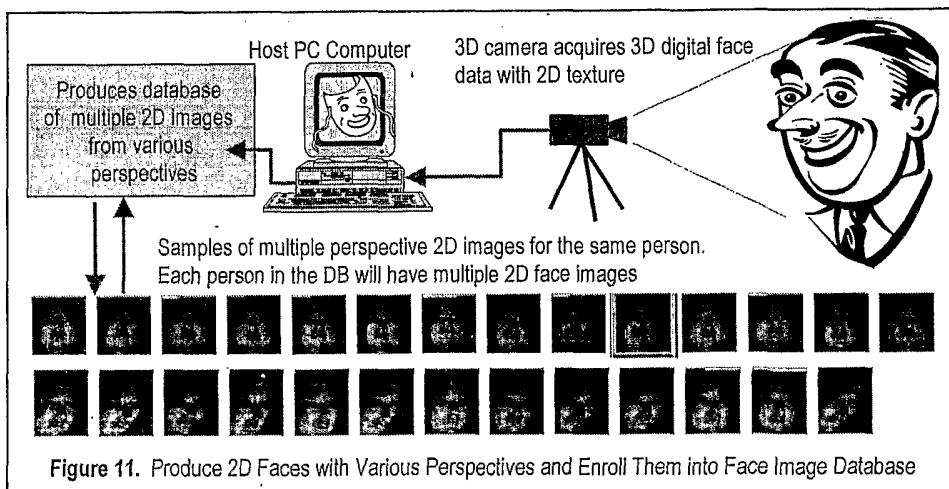 Host PC Computer
3D camera acquires 3D digital face
data with 2D texture
Produces database
of multiple 2D Images
from various
perspectives
Samples of multiple perspective 2D images for the same person.
Each person in the DB will have multiple 2D face images
Figure 11. Produce 2D Faces with Various Perspectives and Enroll Them into Face Image Database